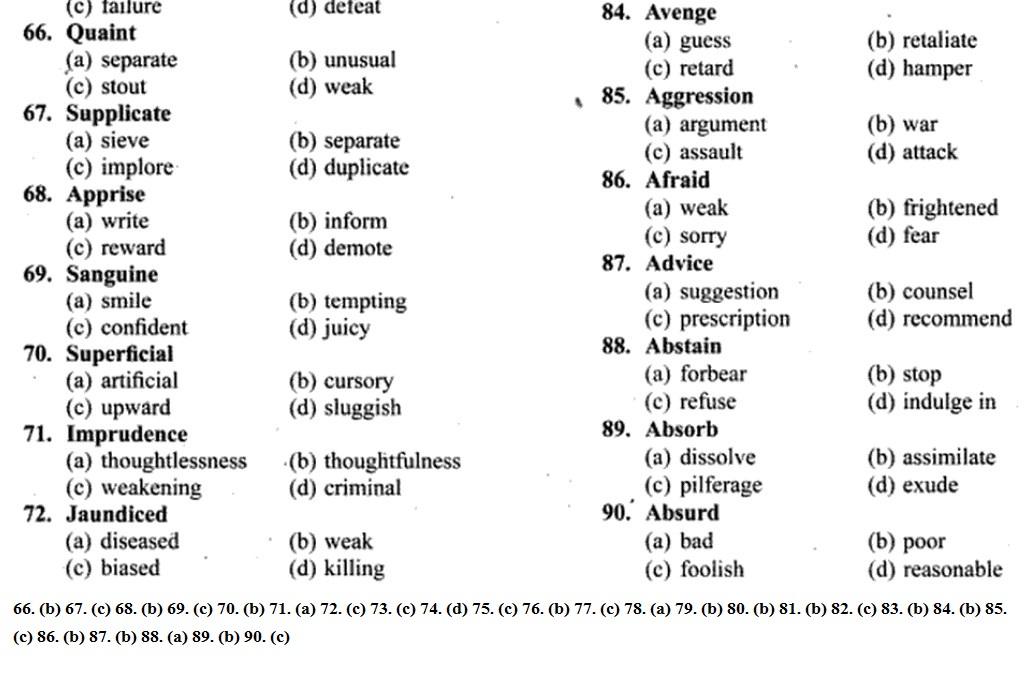 (c) failure (d) defeat
66. Quaint
(a) separate (b) unusual
(c) stout (d) weak
67. Supplicate
(a) sieve (b) separate
(c) implore (d) duplicate
68. Apprise
(a) write (b) inform
(c) reward (d) demote
69. Sanguine
(a) smile (b) tempting
(c) confident (d) juicy
70. Superficial
(a) artificial (b) cursory
(c) upward (d) sluggish
71. Imprudence
(a) thoughtlessness (b) thoughtfulness
(c) weakening (d) criminal
72. Jaundiced
(a) diseased (b) weak
(c) biased (d) killing
84. Avenge
(a) guess (b) retaliate
(c) retard (d) hamper
85. Aggression
(a) argument (b) war
(c) assault (d) attack
86. Afraid
(a) weak (b) frightened
(c) sorry (d) fear
87. Advice
(a) suggestion (b) counsel
(c) prescription (d) recommend
88. Abstain
(a) forbear (b) stop
(c) refuse (d) indulge in
89. Absorb
(a) dissolve (b) assimilate
(c) pilferage (d) exude
90. Absurd
(a) bad (b) poor
(c) foolish (d) reasonable
66. (b) 67. (c) 68. (b) 69. (c) 70. (b) 71. (a) 72. (c) 73. (c) 74. (d) 75. (c) 76. (b) 77. (c) 78. (a) 79. (b) 80. (b) 81. (b) 82. (c) 83. (b) 84. (b) 85.
(c) 86. (b) 87. (b) 88. (a) 89. (b) 90. (c)